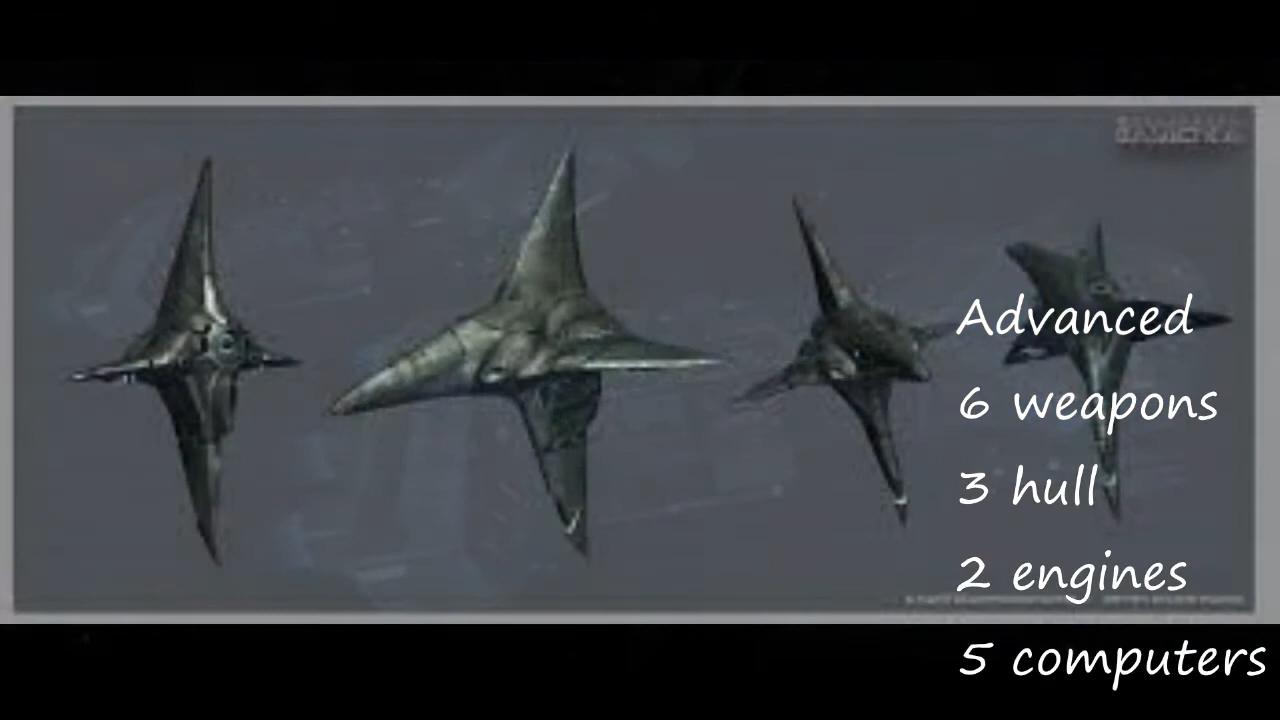 Advanced
6 weapons
3 hull
2 engines
5 computers